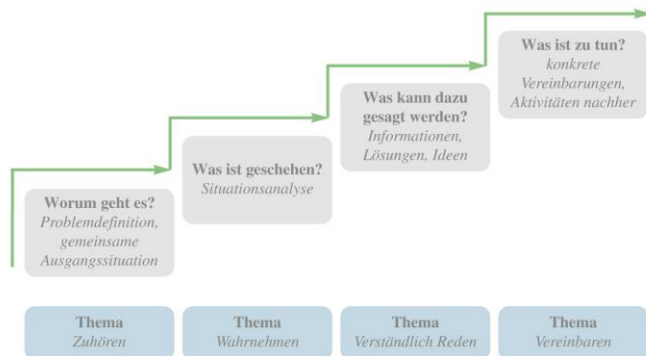 Was ist zu tun?
konkrete
Vereinbarungen,
Aktivitäten nachher
Was kann dazu
gesagt werden?
Informationen,
Lösungen, Ideen
Was ist geschehen?
Situationsanalyse
Worum geht es?
Problemdefinition,
gemeinsame
Ausgangssituation
Thema
Zuhören
Thema
Wahrnehmen
Thema
Verständlich Reden
Thema
Vereinbaren